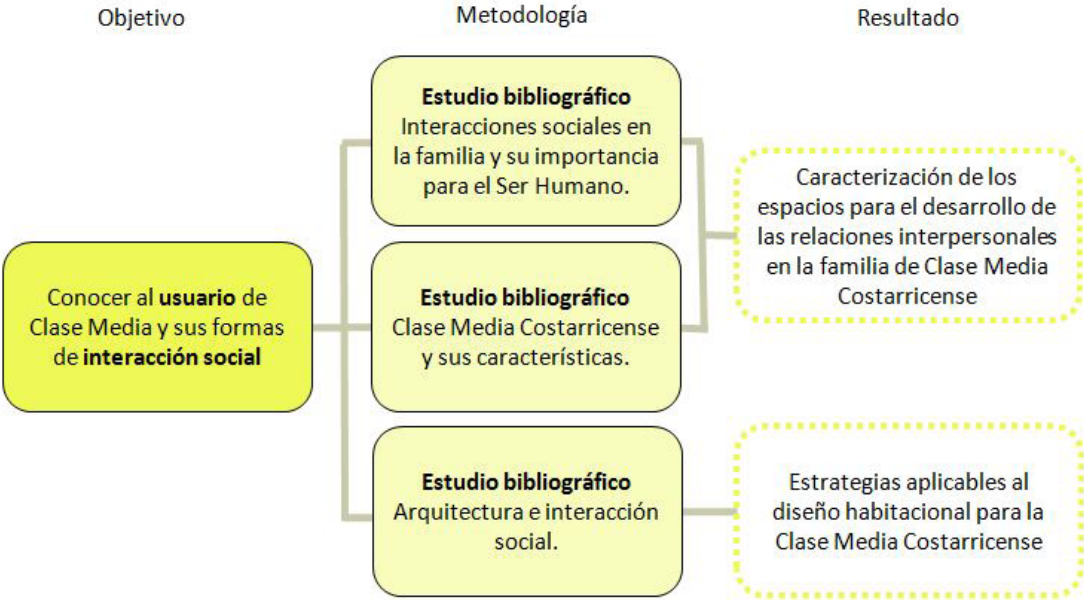 Objetivo
Metodología
Resultado
Conocer al usuario de
Clase Media y sus formas
de interacción social
Estudio bibliográfico
Interacciones sociales en
la familia y su importancia
para el Ser Humano.
Estudio bibliográfico
Clase Media Costarricense
y sus características.
Estudio bibliográfico
Arquitectura e interacción
social.
Caracterización de los
espacios para el desarrollo de
las relaciones interpersonales
en la familia de Clase Media
Costarricense
Estrategias aplicables al
diseño habitacional para la
Clase Media Costarricense